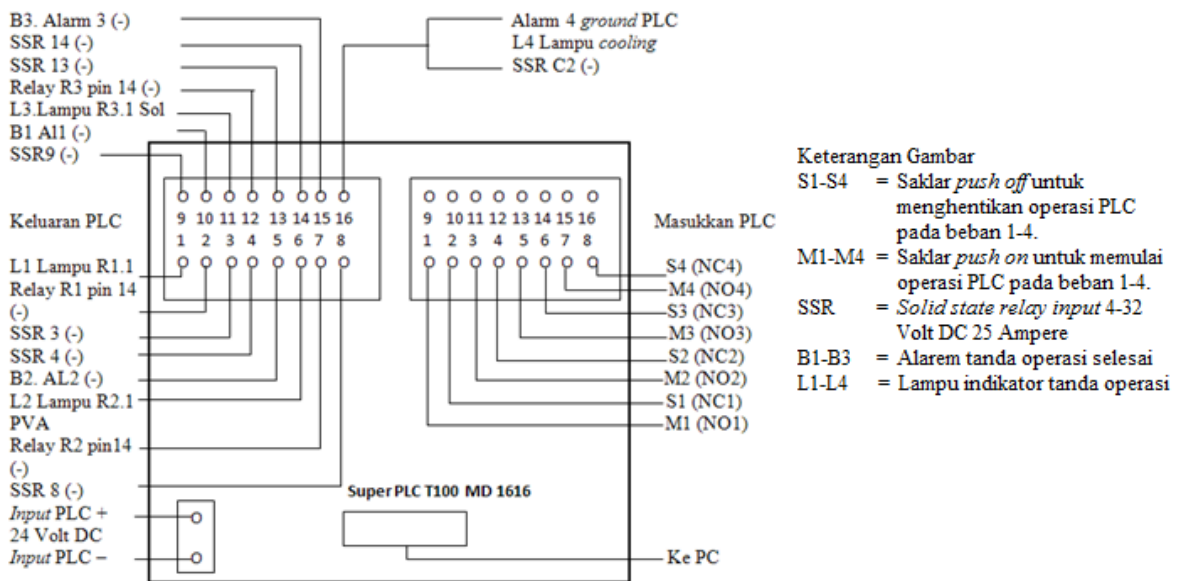 B3. Alarm 3 (-)
SSR 14 (-)
SSR 13 (-)
Relay R3 pin 14 (-)
L3.Lampu R3.1 Sol
B1 Al1 (-)
SSR9 (-)
Alarm 4 ground PLC
L4 Lampu cooling
SSR C2 (-)
Keluaran PLC
9 10 11 12 13 14 15 16
1 2 3 4 5 6 7 8
9 10 11 12 13 14 15 16
1 2 3 4 5 6 7 8
Masukkan PLC
L1 Lampu R1.1
Relay R1 pin 14
(-)
SSR 3 (-)
SSR 4 (-)
B2. AL2 (-)
L2 Lampu R2.1
PVA
Relay R2 pin14
(-)
SSR 8 (-)
Input PLC +
24 Volt DC
Input PLC –
S4 (NC4)
M4 (NO4)
S3 (NC3)
M3 (NO3)
S2 (NC2)
M2 (NO2)
S1 (NC1)
M1 (NO1)
Super PLC T100 MD 1616
Ke PC
Keterangan Gambar
S1-S4 = Saklar push off untuk
menghentikan operasi PLC
pada beban 1-4.
M1-M4 = Saklar push on untuk memulai
operasi PLC pada beban 1-4.
SSR = Solid state relay input 4-32
Volt DC 25 Ampere
B1-B3 = Alarem tanda operasi selesai
L1-L4 = Lampu indikator tanda operasi